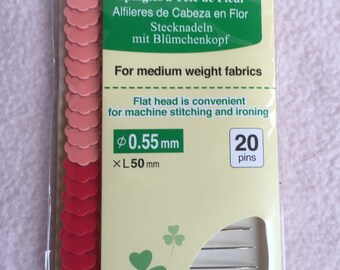 Alfileres de Cabeza en Flor
Stecknadeln
mit Blümchenkopf
For medium weight fabrics
Flat head is convenient
for machine stitching and ironing
ϕ0.55mm
×L50mm
20
pins